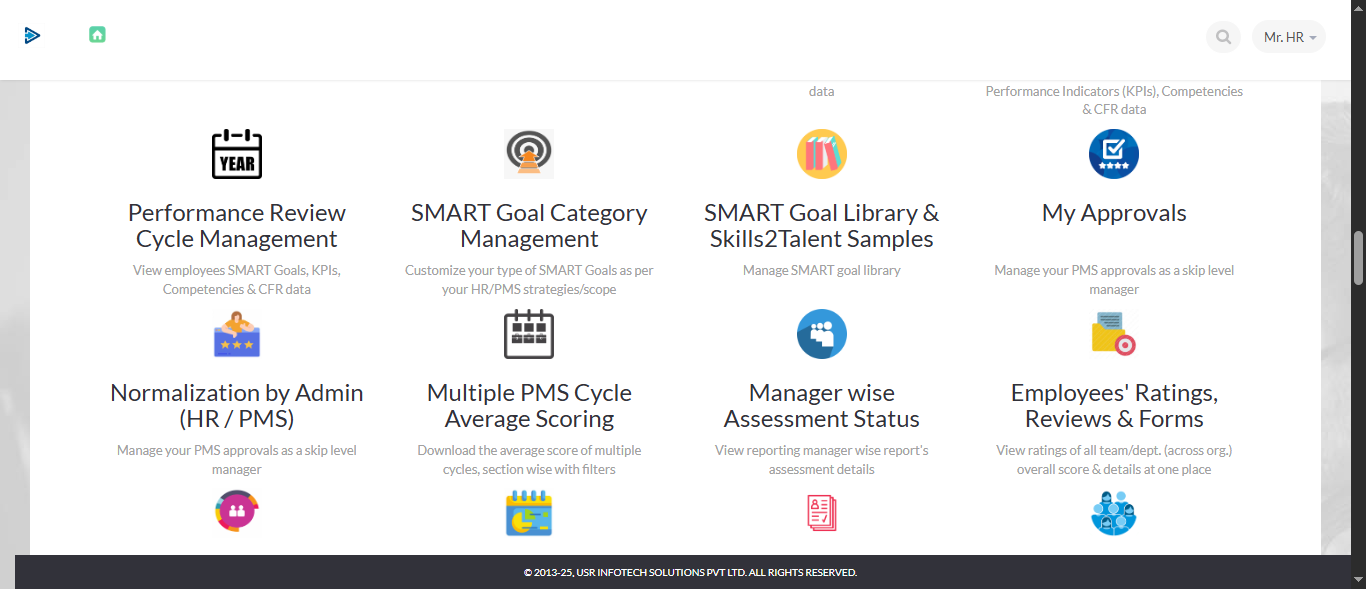 Mr. HR
data
Performance Indicators (KPIs), Competencies
& CFR data
YEAR
Performance Review
Cycle Management
View employees SMART Goals, KPIs,
Competencies & CFR data
SMART Goal Category
Management
Customize your type of SMART Goals as per
your HR/PMS strategies/scope
SMART Goal Library &
Skills2Talent Samples
Manage SMART goal library
My Approvals
Manage your PMS approvals as a skip level
manager
Normalization by Admin
(HR / PMS)
Manage your PMS approvals as a skip level
manager
Multiple PMS Cycle
Average Scoring
Download the average score of multiple
cycles, section wise with filters
Manager wise
Assessment Status
View reporting manager wise report's
assessment details
Employees' Ratings,
Reviews & Forms
View ratings of all team/dept. (across org.)
overall score & details at one place
© 2013-25, USR INFOTECH SOLUTIONS PVT LTD. ALL RIGHTS RESERVED.